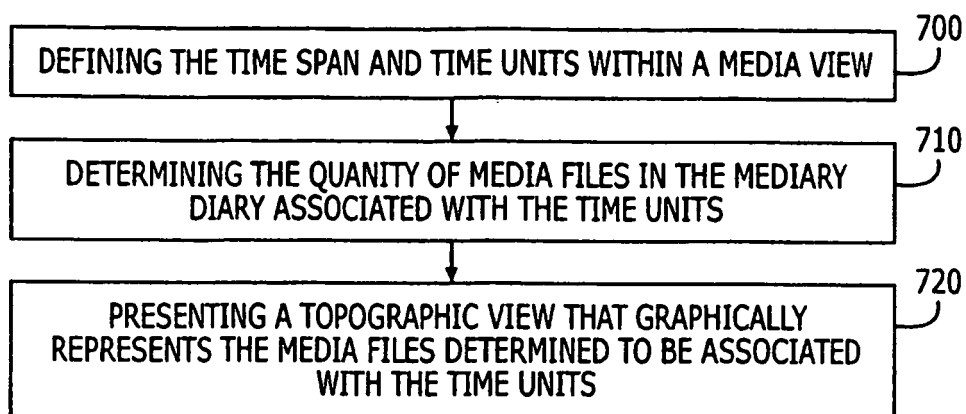 700
DEFINING THE TIME SPAN AND TIME UNITS WITHIN A MEDIA VIEW
710
DETERMINING THE QUANITY OF MEDIA FILES IN THE MEDIARY
DIARY ASSOCIATED WITH THE TIME UNITS
720
PRESENTING A TOPOGRAPHIC VIEW THAT GRAPHICALLY
REPRESENTS THE MEDIA FILES DETERMINED TO BE ASSOCIATED
WITH THE TIME UNITS